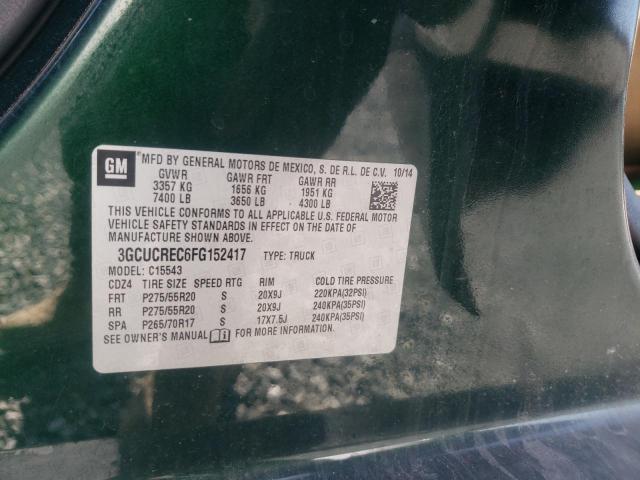 GM MFD BY GENERAL MOTORS DE MEXICO, S. DE R.L. DE C.V. 10/14
GVWR GAWR FRT GAWR RR
3357 KG 1656 KG 1951 KG
7400 LB 3650 LB 4300 LB
THIS VEHICLE CONFORMS TO ALL APPLICABLE U.S. FEDERAL MOTOR
VEHICLE SAFETY STANDARDS IN EFFECT ON THE DATE OF
MANUFACTURE SHOWN ABOVE.
3GCUCREC6FG152417 TYPE: TRUCK
MODEL: C15543
CDZ4 TIRE SIZE SPEED RTG RIM COLD TIRE PRESSURE
FRT P275/55R20 S 20X9J 220KPA(32PSI)
RR P275/55R20 S 20X9J 240KPA(35PSI)
SPA P265/70R17 S 17X7.5J 240KPA(35PSI)
SEE OWNER'S MANUAL FOR MORE INFORMATION.